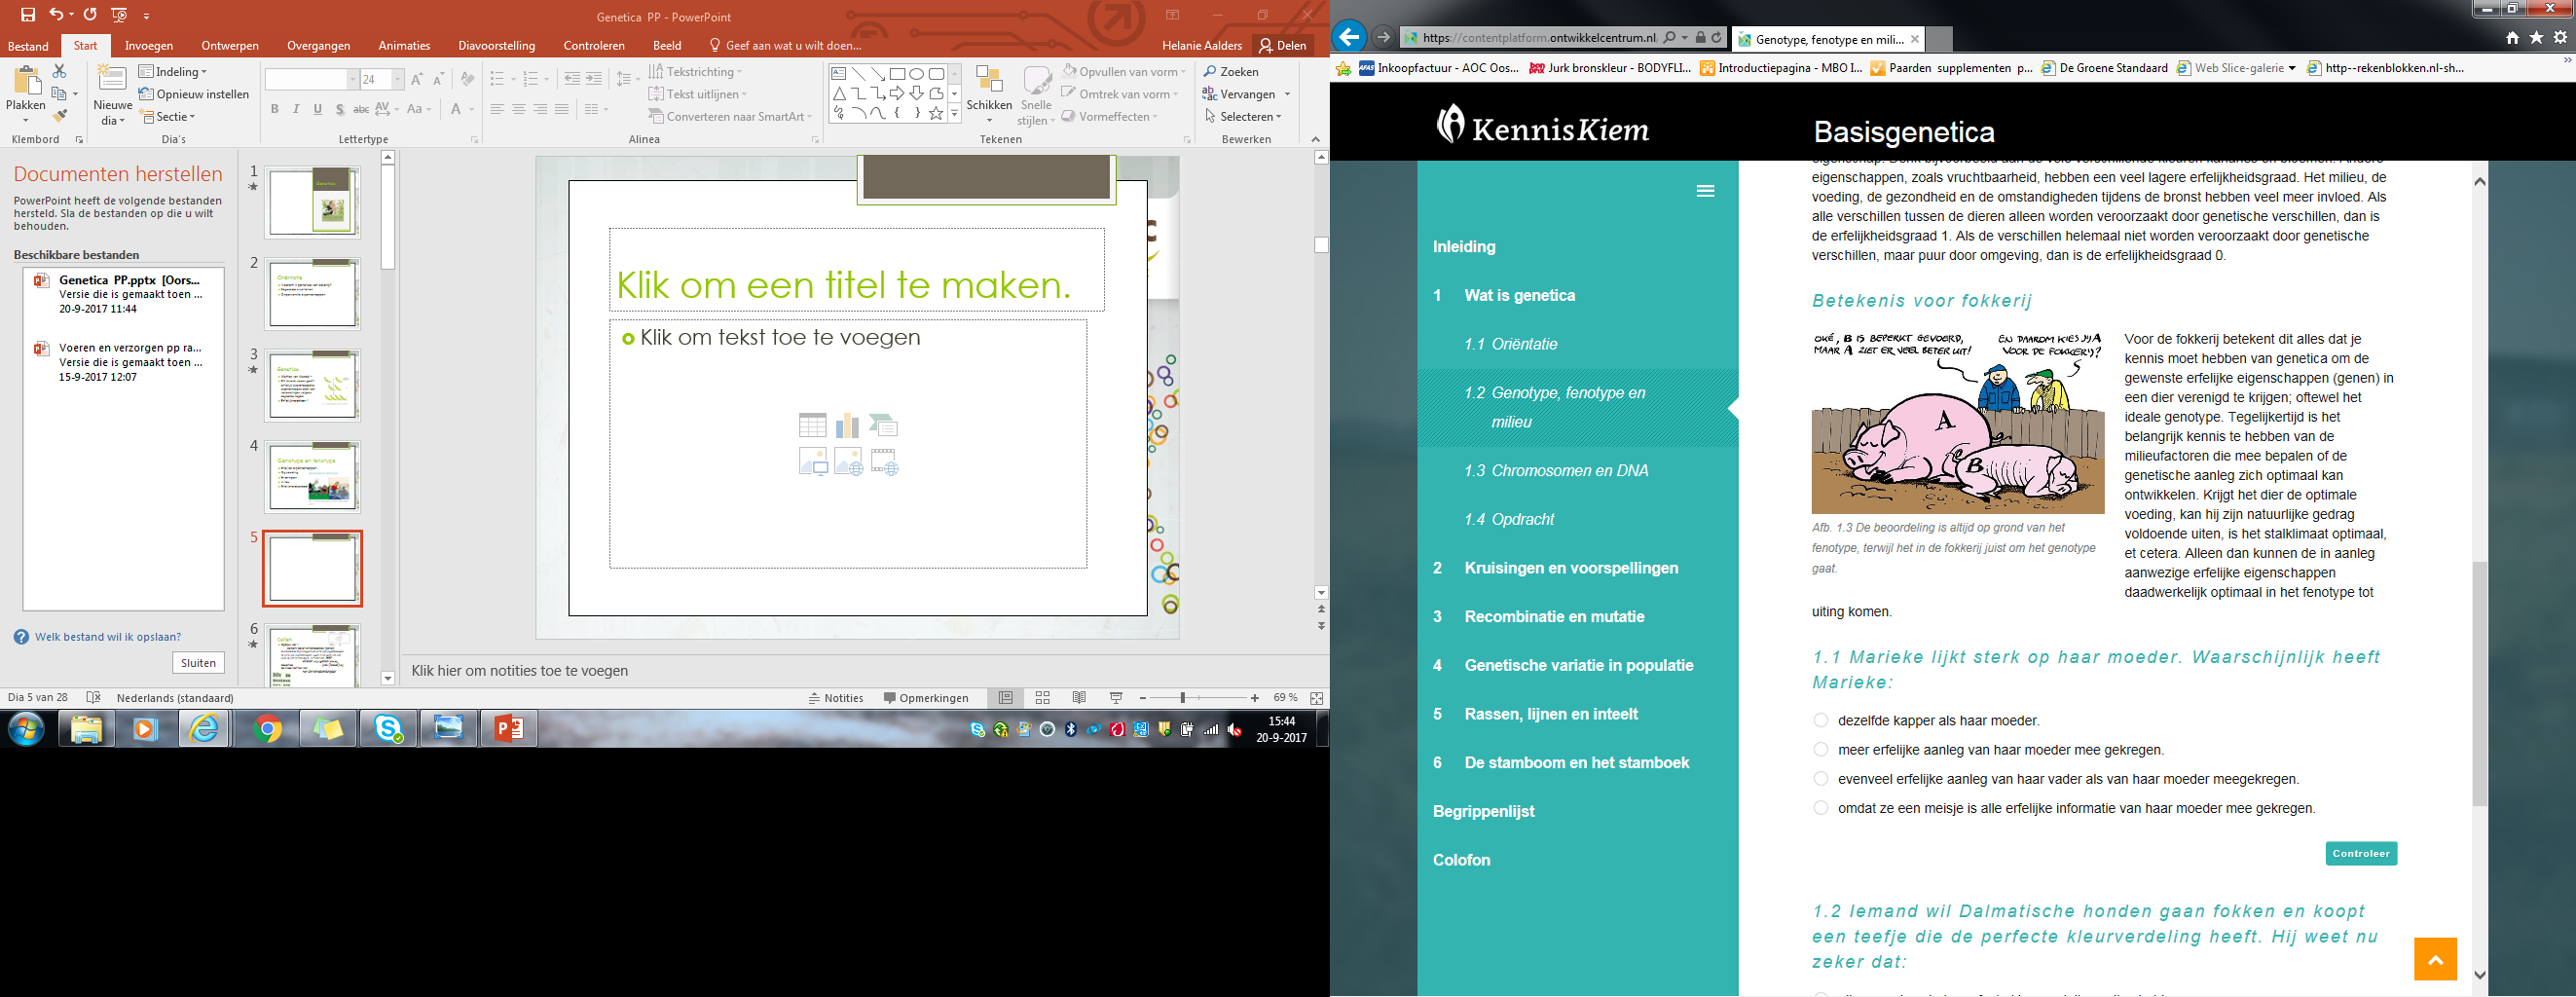 Genetica PP - PowerPoint
Bestand
Start
Invoegen
Ontwerpen
Overgangen
Animaties
Diavoorstelling
Controleren
Beeld
Geef aan wat u wilt doen...
Helanie Aalders
Delen
Plakken
Nieuwe dia
Indeling
Opnieuw instellen
Sectie
24
Tekstrichting
Tekst uitlijnen
Converteren naar SmartArt
Schikken
Snelle stijlen
Opvullen van vorm
Omtrek van vorm
Vormeffecten
Zoeken
Vervangen
Selecteren
Klembord
Dia's
Lettertype
Alinea
Tekenen
Bewerken
Documenten herstellen
PowerPoint heeft de volgende bestanden
hersteld. Sla de bestanden op die u wilt
behouden.
Beschikbare bestanden
Genetica PP.pptx [Oors...
Versie die is gemaakt toen ...
20-9-2017 11:44
Voeren en verzorgen pp ra...
Versie die is gemaakt toen ...
15-9-2017 12:07
Welk bestand wil ik opslaan?
Sluiten
1
2
3
4
5
6
Genetica
Oriëntatie
Genetica
Genotype en fenotype
Klik om een titel te maken.
Klik om tekst toe te voegen
Klik hier om notities toe te voegen
Dia 5 van 28
Nederlands (standaard)
Notities
Opmerkingen
69 %
15:44
20-9-2017
https://contentplatform.ontwikkelcentrum.nl
Genotype, fenotype en mili...
Inkoopfactuur - AOC Oos...
Jurk bronskleur - BODYFLI...
Introductiepagina - MBO I...
Paarden supplementen p...
De Groene Standaard
Web Slice-galerie
http--rekenblokken.nl-sh...
KennisKiem
Basisgenetica
Inleiding
1 Wat is genetica
1.1 Oriëntatie
1.2 Genotype, fenotype en
milieu
1.3 Chromosomen en DNA
1.4 Opdracht
2 Kruisingen en voorspellingen
3 Recombinatie en mutatie
4 Genetische variatie in populatie
5 Rassen, lijnen en inteelt
6 De stamboom en het stamboek
Begrippenlijst
Colofon
eigenschappen, zoals vruchtbaarheid, hebben een veel lagere erfelijkheidsgraad. Het milieu, de
voeding, de gezondheid en de omstandigheden tijdens de bronst hebben veel meer invloed. Als
alle verschillen tussen de dieren alleen worden veroorzaakt door genetische verschillen, dan is
de erfelijkheidsgraad 1. Als de verschillen helemaal niet worden veroorzaakt door genetische
verschillen, maar puur door omgeving, dan is de erfelijkheidsgraad 0.
Betekenis voor fokkerij
OKÉ, B IS BEPERKT GEVOERD,
MAAR A ZIET ER VEEL BETER UIT!
EN DAAROM KIES JIJ A
VOOR DE FOKKERIJ?
A
B
Afb. 1.3 De beoordeling is altijd op grond van het
fenotype, terwijl het in de fokkerij juist om het genotype
gaat.
Voor de fokkerij betekent dit alles dat je
kennis moet hebben van genetica om de
gewenste erfelijke eigenschappen (genen) in
een dier verenigd te krijgen; oftewel het
ideale genotype. Tegelijkertijd is het
belangrijk kennis te hebben van de
milieufactoren die mee bepalen of de
genetische aanleg zich optimaal kan
ontwikkelen. Krijgt het dier de optimale
voeding, kan hij zijn natuurlijke gedrag
voldoende uiten, is het stalklimaat optimaal,
et cetera. Alleen dan kunnen de in aanleg
aanwezige erfelijke eigenschappen
daadwerkelijk optimaal in het fenotype tot
uiting komen.
1.1 Marieke lijkt sterk op haar moeder. Waarschijnlijk heeft
Marieke:
dezelfde kapper als haar moeder.
meer erfelijke aanleg van haar moeder mee gekregen.
evenveel erfelijke aanleg van haar vader als van haar moeder meegekregen.
omdat ze een meisje is alle erfelijke informatie van haar moeder mee gekregen.
Controleer
1.2 Iemand wil Dalmatische honden gaan fokken en koopt
een teefje die de perfecte kleurverdeling heeft. Hij weet nu
zeker dat: